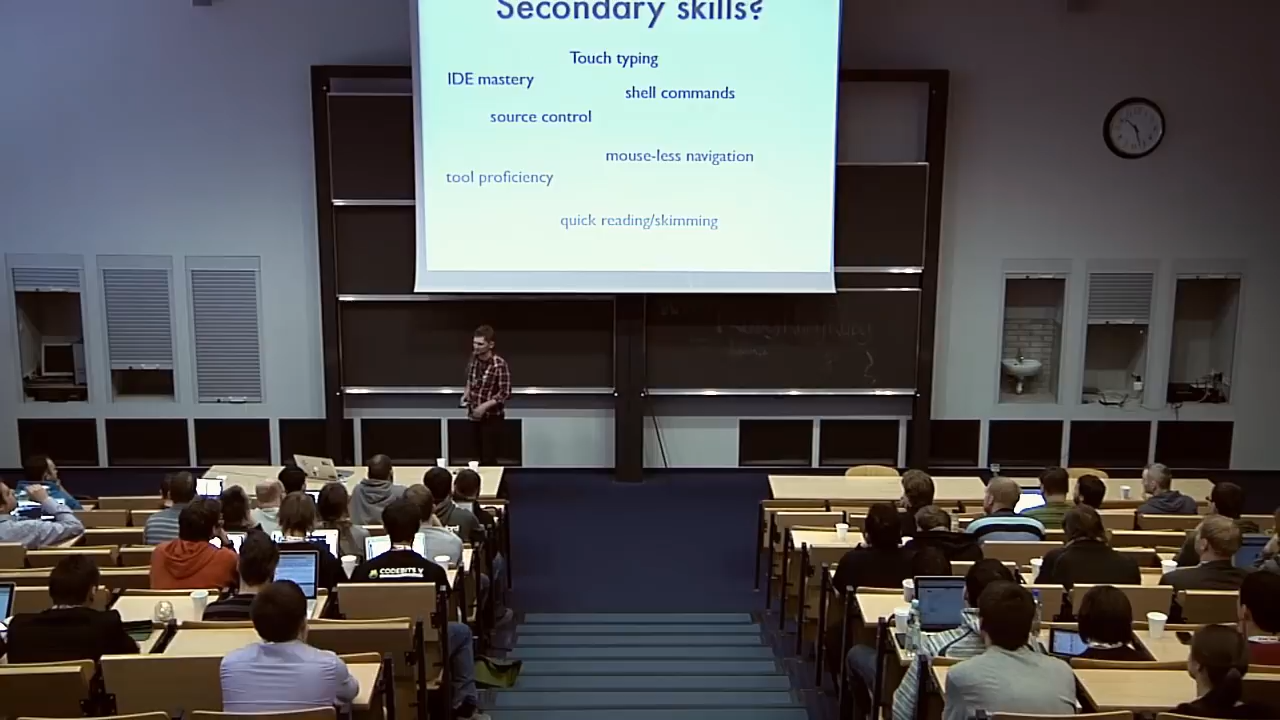 Secondary skills?
Touch typing
IDE mastery
shell commands
source control
mouse-less navigation
tool proficiency
quick reading/skimming
CODEBITS V